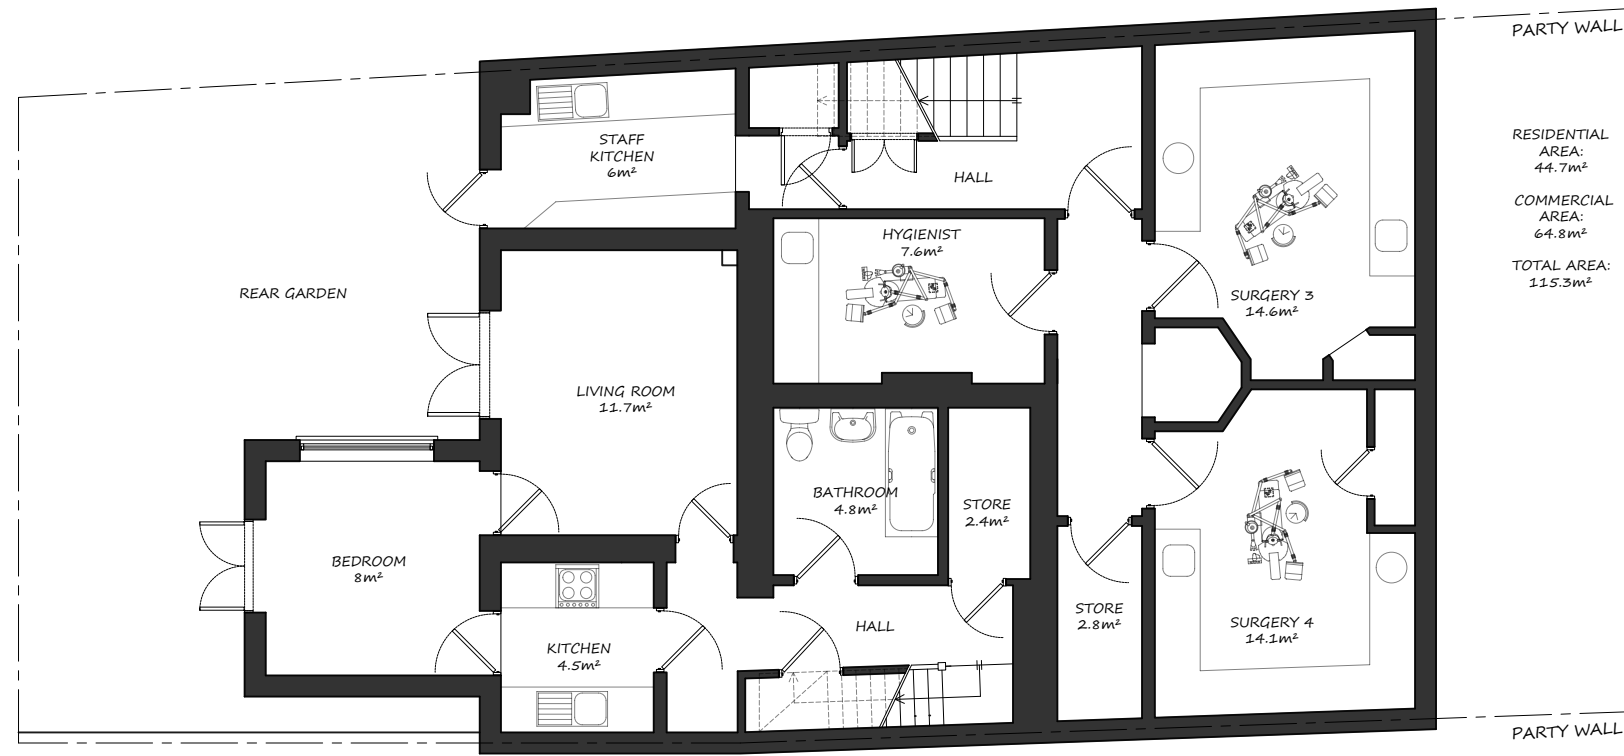 PARTY WALL
STAFF
KITCHEN
6m²
HALL
RESIDENTIAL
AREA:
44.7m²
COMMERCIAL
AREA:
64.8m²
TOTAL AREA:
115.3m²
HYGIENIST
7.6m²
REAR GARDEN
SURGERY 3
14.6m²
LIVING ROOM
11.7m²
BATHROOM
4.8m²
STORE
2.4m²
BEDROOM
8m²
STORE
2.8m²
HALL
SURGERY 4
14.1m²
KITCHEN
4.5m²
PARTY WALL